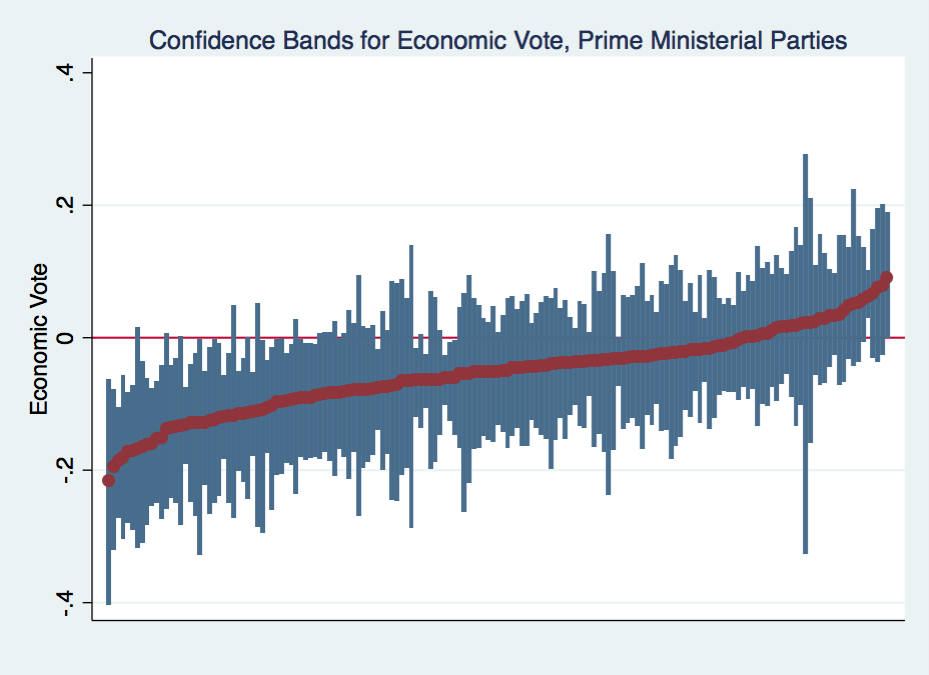 Confidence Bands for Economic Vote, Prime Ministerial Parties
Economic Vote
.4
.2
0
-.2
-.4